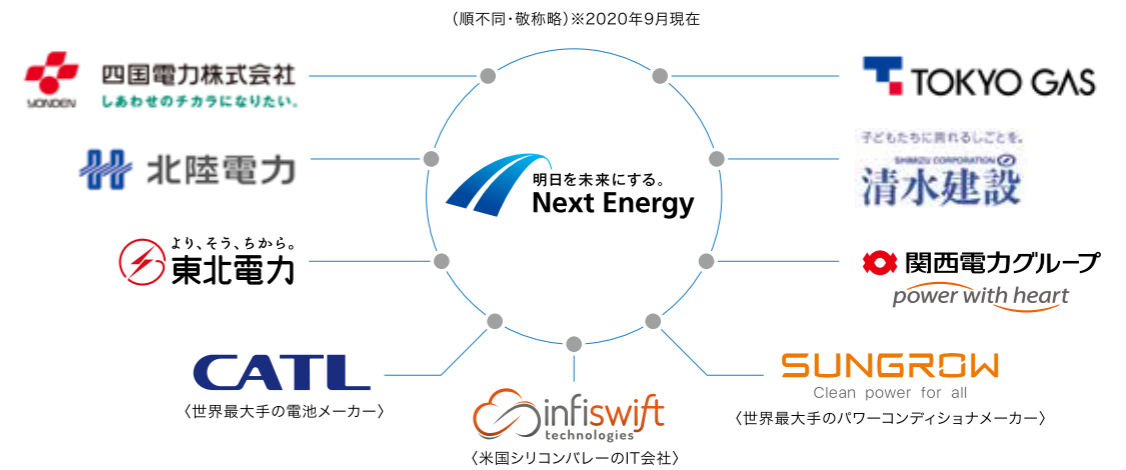 （順不同・敬称略）※2020年9月現在
YONDEN
四国電力株式会社
しあわせのチカラになりたい。
TOKYO GAS
北陸電力
子どもたちに誇れるしごとを。
SHIMIZU CORPORATION
清水建設
明日を未来にする。
Next Energy
より、そう、ちから。
東北電力
関西電力グループ
power with heart
CATL
〈世界最大手の電池メーカー〉
infiswift
technologies
〈米国シリコンバレーのIT会社〉
SUNGROW
Clean power for all
〈世界最大手のパワーコンディショナメーカー〉